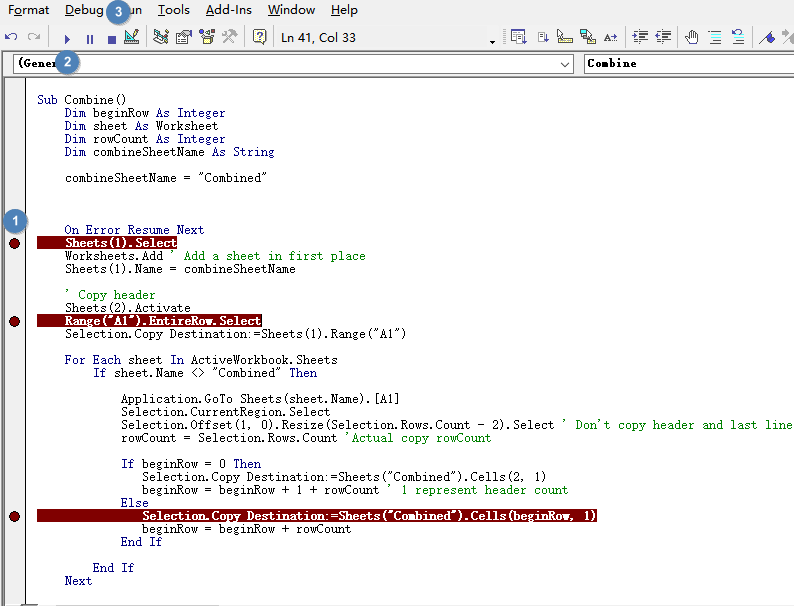 Format Debug 3 un Tools Add-Ins Window Help
Ln 41, Col 33
(Gene 2 Combine
Sub Combine()
Dim beginRow As Integer
Dim sheet As Worksheet
Dim rowCount As Integer
Dim combineSheetName As String
combineSheetName = "Combined"
1
On Error Resume Next
Sheets(1).Select
Worksheets.Add ' Add a sheet in first place
Sheets(1).Name = combineSheetName
' Copy header
Sheets(2).Activate
Range("A1").EntireRow.Select
Selection.Copy Destination:=Sheets(1).Range("A1")
For Each sheet In ActiveWorkbook.Sheets
If sheet.Name <> "Combined" Then
Application.GoTo Sheets(sheet.Name).[A1]
Selection.CurrentRegion.Select
Selection.Offset(1, 0).Resize(Selection.Rows.Count - 2).Select ' Don't copy header and last line
rowCount = Selection.Rows.Count 'Actual copy rowCount
If beginRow = 0 Then
Selection.Copy Destination:=Sheets("Combined").Cells(2, 1)
beginRow = beginRow + 1 + rowCount ' 1 represent header count
Else
Selection.Copy Destination:=Sheets("Combined").Cells(beginRow, 1)
beginRow = beginRow + rowCount
End If
End If
Next